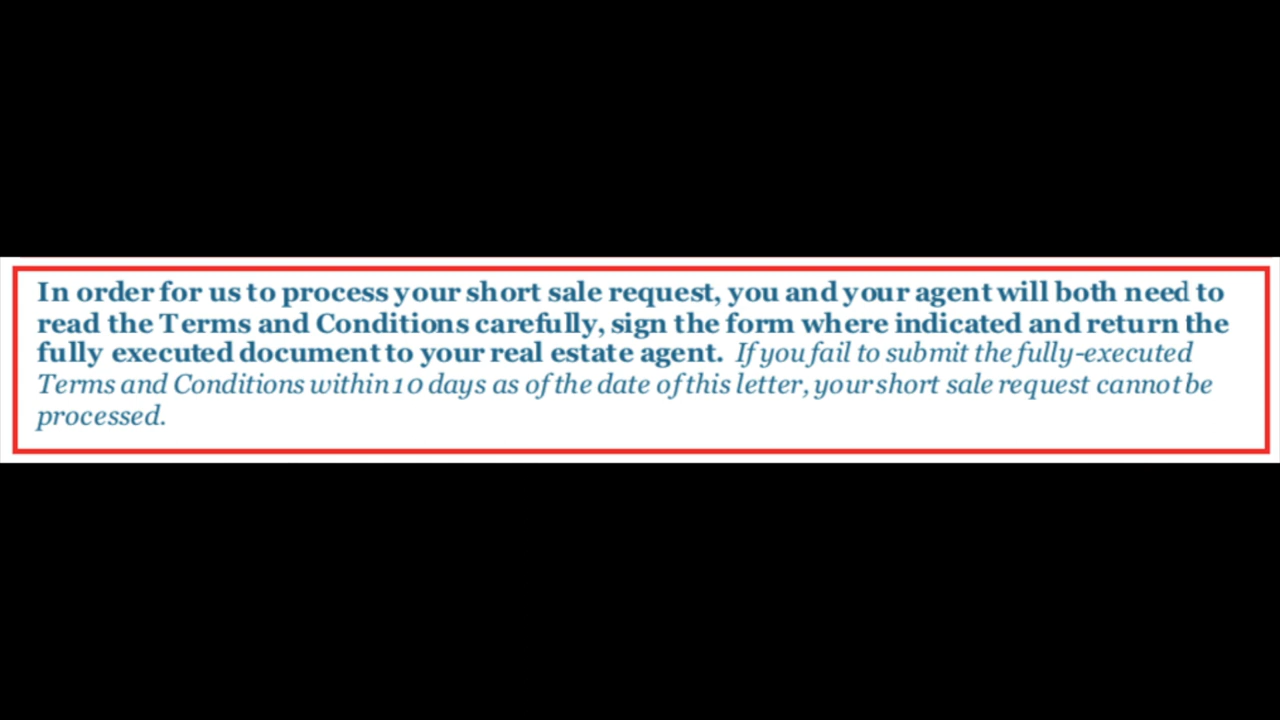 In order for us to process your short sale request, you and your agent will both need to
read the Terms and Conditions carefully, sign the form where indicated and return the
fully executed document to your real estate agent. If you fail to submit the fully-executed
Terms and Conditions within 10 days as of the date of this letter, your short sale request cannot be
processed.